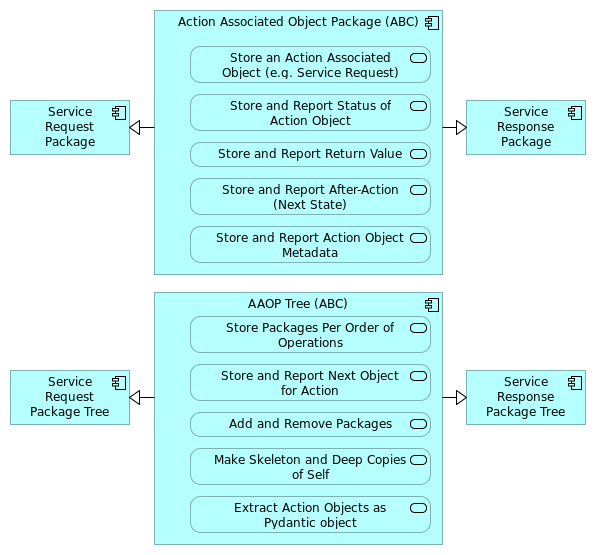 Action Associated Object Package (ABC)
Store an Action Associated
Object (e.g. Service Request)
Store and Report Status of
Action Object
Store and Report Return Value
Store and Report After-Action
(Next State)
Store and Report Action Object
Metadata
Service
Request
Package
Service
Response
Package
AAOP Tree (ABC)
Store Packages Per Order of
Operations
Store and Report Next Object
for Action
Add and Remove Packages
Make Skeleton and Deep Copies
of Self
Extract Action Objects as
Pydantic object
Service
Request
Package Tree
Service
Response
Package Tree